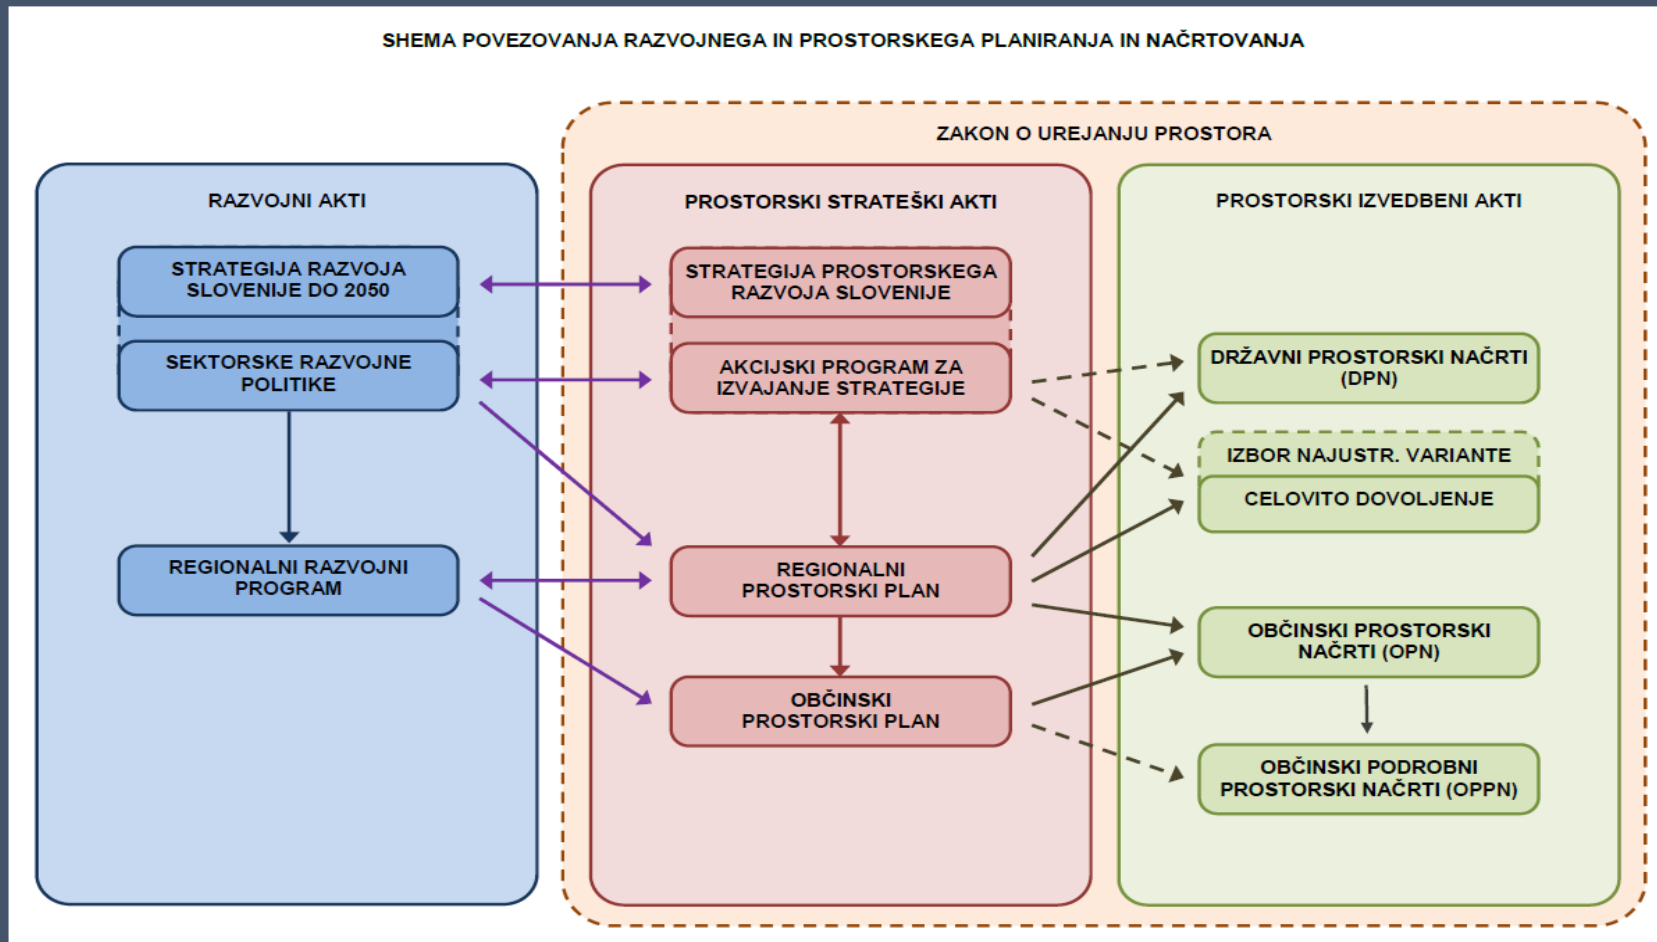 SHEMA POVEZOVANJA RAZVOJNEGA IN PROSTORSKEGA PLANIRANJA IN NAČRTOVANJA
ZAKON O UREJANJU PROSTORA
RAZVOJNI AKTI
STRATEGIJA RAZVOJA
SLOVENIJE DO 2050
SEKTORSKE RAZVOJNE
POLITIKE
REGIONALNI RAZVOJNI
PROGRAM
PROSTORSKI STRATEŠKI AKTI
STRATEGIJA PROSTORSKEGA
RAZVOJA SLOVENIJE
AKCIJSKI PROGRAM ZA
IZVAJANJE STRATEGIJE
REGIONALNI
PROSTORSKI PLAN
OBČINSKI
PROSTORSKI PLAN
PROSTORSKI IZVEDBENI AKTI
DRŽAVNI PROSTORSKI NAČRTI
(DPN)
IZBOR NAJUSTR. VARIANTE
CELOVITO DOVOLJENJE
OBČINSKI PROSTORSKI
NAČRTI (OPN)
OBČINSKI PODROBNI
PROSTORSKI NAČRTI (OPPN)